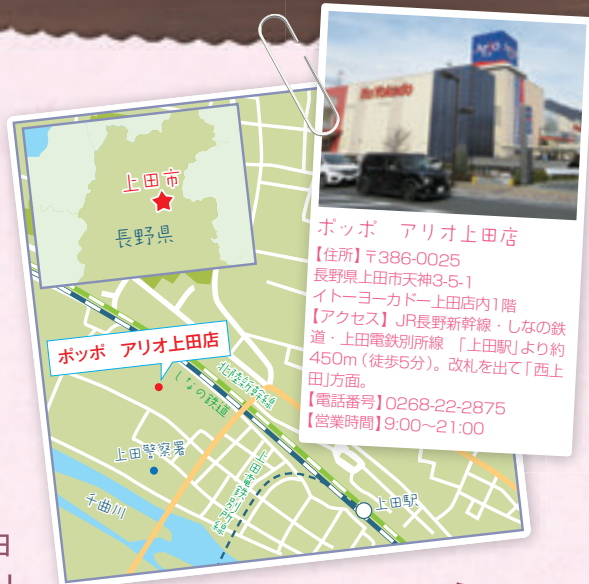 上田市
長野県
ポッポ　アリオ上田店
北陸新幹線
しなの鉄道
上田警察署
上田電鉄別所線
千曲川
上田駅
Ito Yokado
Ario
ポッポ　アリオ上田店
【住所】〒386-0025
長野県上田市天神3-5-1
イトーヨーカドー上田店内1階
【アクセス】JR長野新幹線・しなの鉄
道・上田電鉄別所線　「上田駅」より約
450m（徒歩5分）。改札を出て「西上
田」方面。
【電話番号】0268-22-2875
【営業時間】9:00～21:00
田